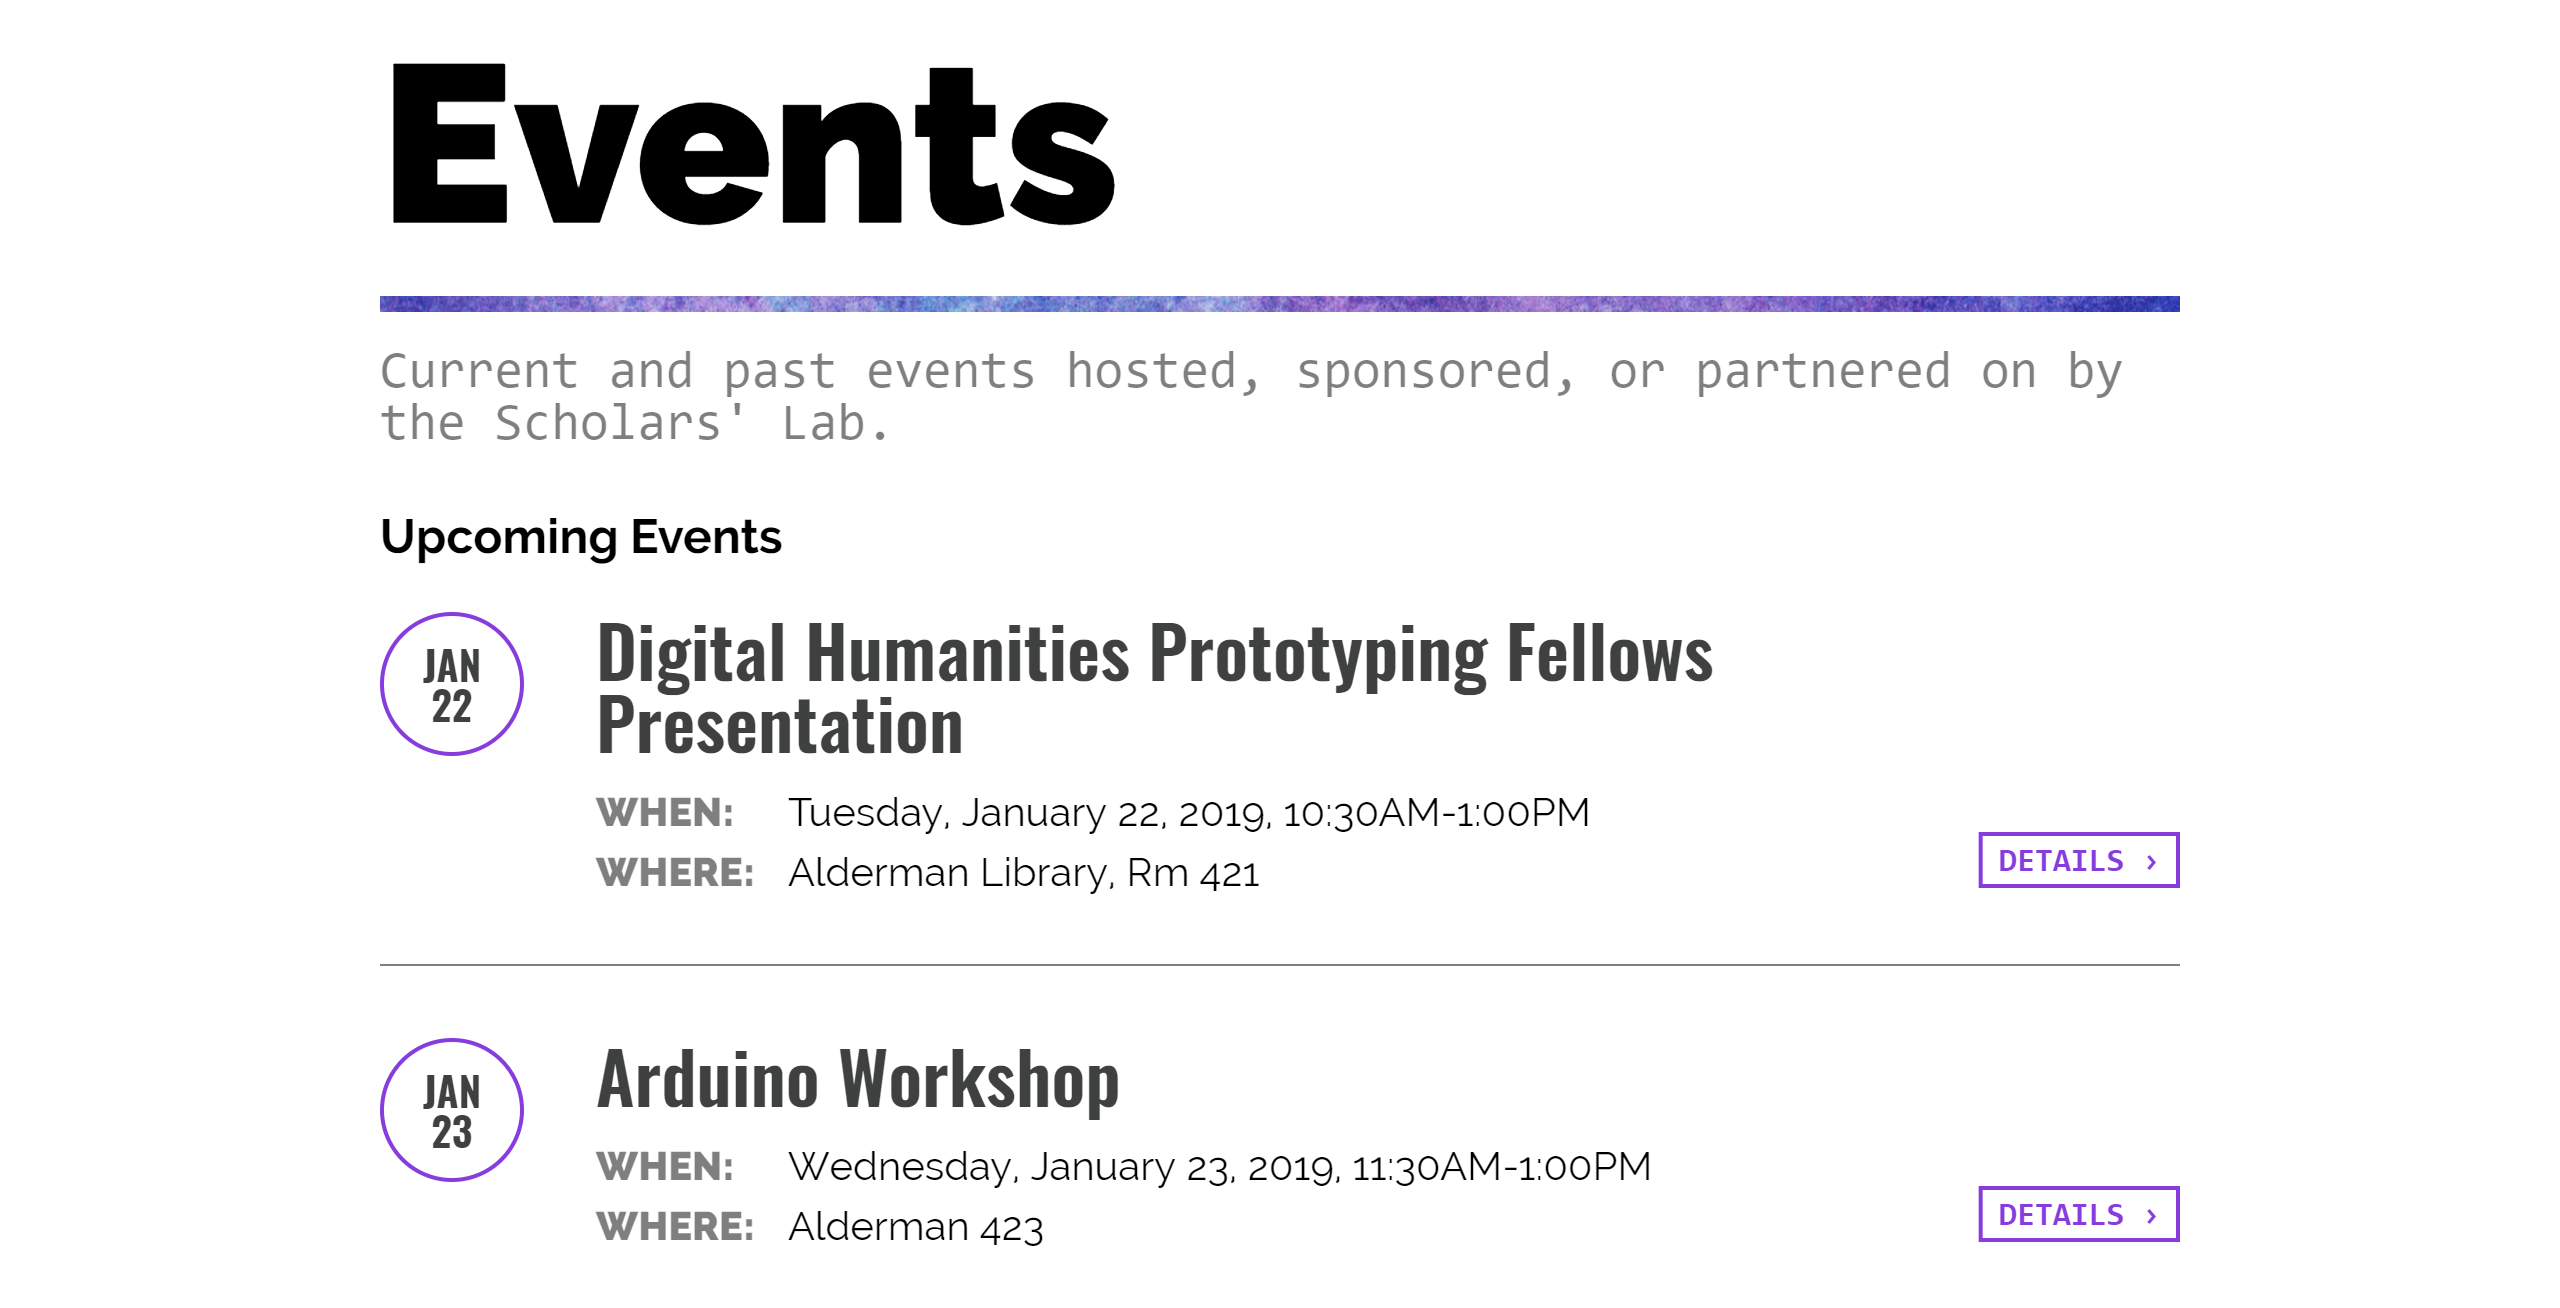 Events
Current and past events hosted, sponsored, or partnered on by
the Scholars' Lab.
Upcoming Events
JAN
22
Digital Humanities Prototyping Fellows
Presentation
WHEN: Tuesday, January 22, 2019, 10:30AM-1:00PM
WHERE: Alderman Library, Rm 421
DETAILS ›
JAN
23
Arduino Workshop
WHEN: Wednesday, January 23, 2019, 11:30AM-1:00PM
WHERE: Alderman 423
DETAILS ›